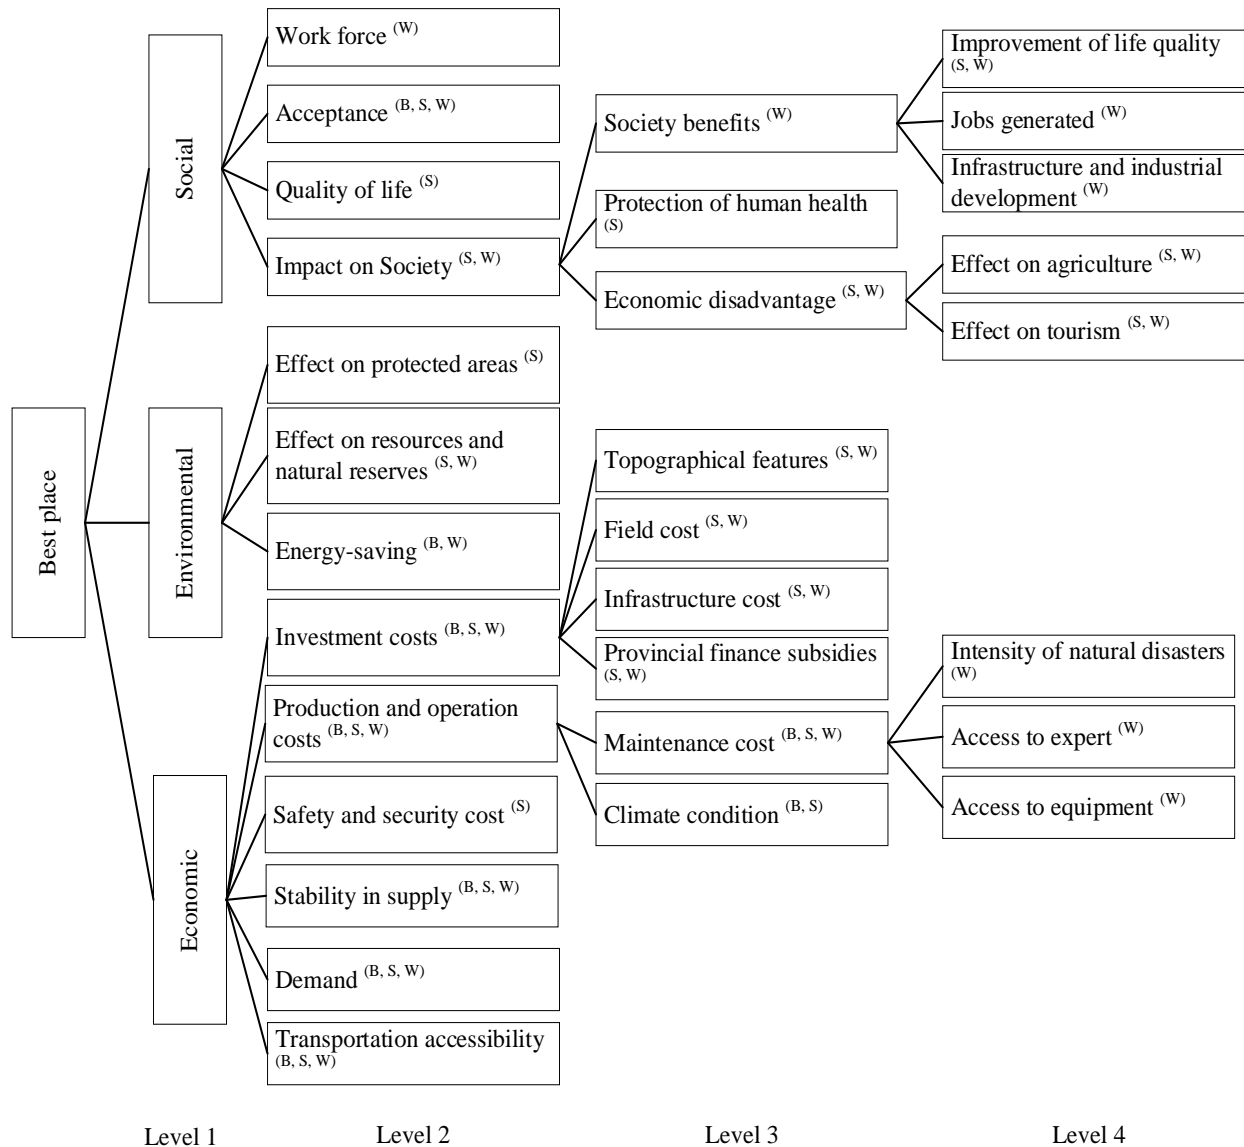 Best place
Social
Environmental
Economic
Work force (W)
Acceptance (B, S, W)
Quality of life (S)
Impact on Society (S, W)
Effect on protected areas (S)
Effect on resources and
natural reserves (S, W)
Energy-saving (B, W)
Investment costs (B, S, W)
Production and operation
costs (B, S, W)
Safety and security cost (S)
Stability in supply (B, S, W)
Demand (B, S, W)
Transportation accessibility
(B, S, W)
Society benefits (W)
Protection of human health
(S)
Economic disadvantage (S, W)
Topographical features (S, W)
Field cost (S, W)
Infrastructure cost (S, W)
Provincial finance subsidies
(S, W)
Maintenance cost (B, S, W)
Climate condition (B, S)
Improvement of life quality
(S, W)
Jobs generated (W)
Infrastructure and industrial
development (W)
Effect on agriculture (S, W)
Effect on tourism (S, W)
Intensity of natural disasters
(W)
Access to expert (W)
Access to equipment (W)
Level 1
Level 2
Level 3
Level 4